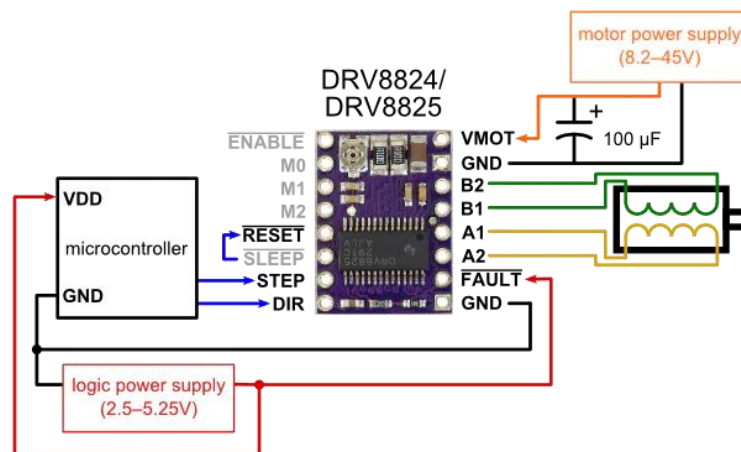 motor power supply
(8.2–45V)
DRV8824/
DRV8825
+
100 µF
ENABLE
M0
M1
M2
RESET
SLEEP
STEP
DIR
VMOT
GND
B2
B1
A1
A2
FAULT
GND
VDD
microcontroller
GND
logic power supply
(2.5–5.25V)
DRV8825